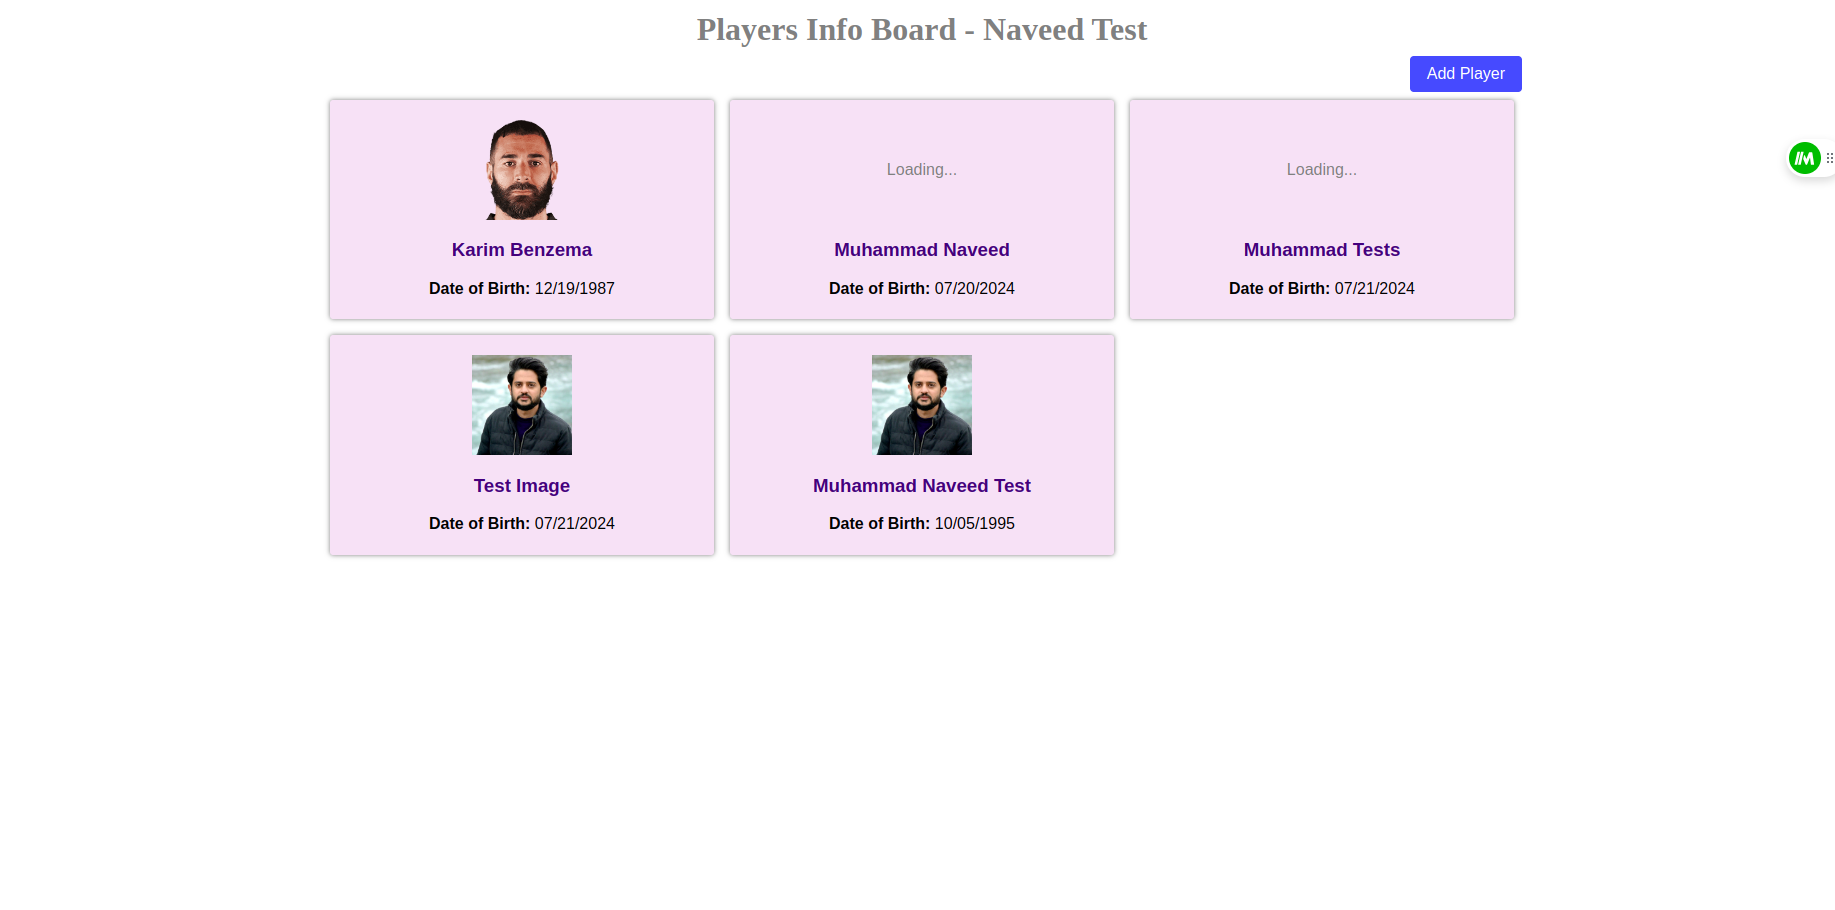 Players Info Board - Naveed Test
Add Player
Karim Benzema
Date of Birth: 12/19/1987
Loading...
Muhammad Naveed
Date of Birth: 07/20/2024
Loading...
Muhammad Tests
Date of Birth: 07/21/2024
Test Image
Date of Birth: 07/21/2024
Muhammad Naveed Test
Date of Birth: 10/05/1995